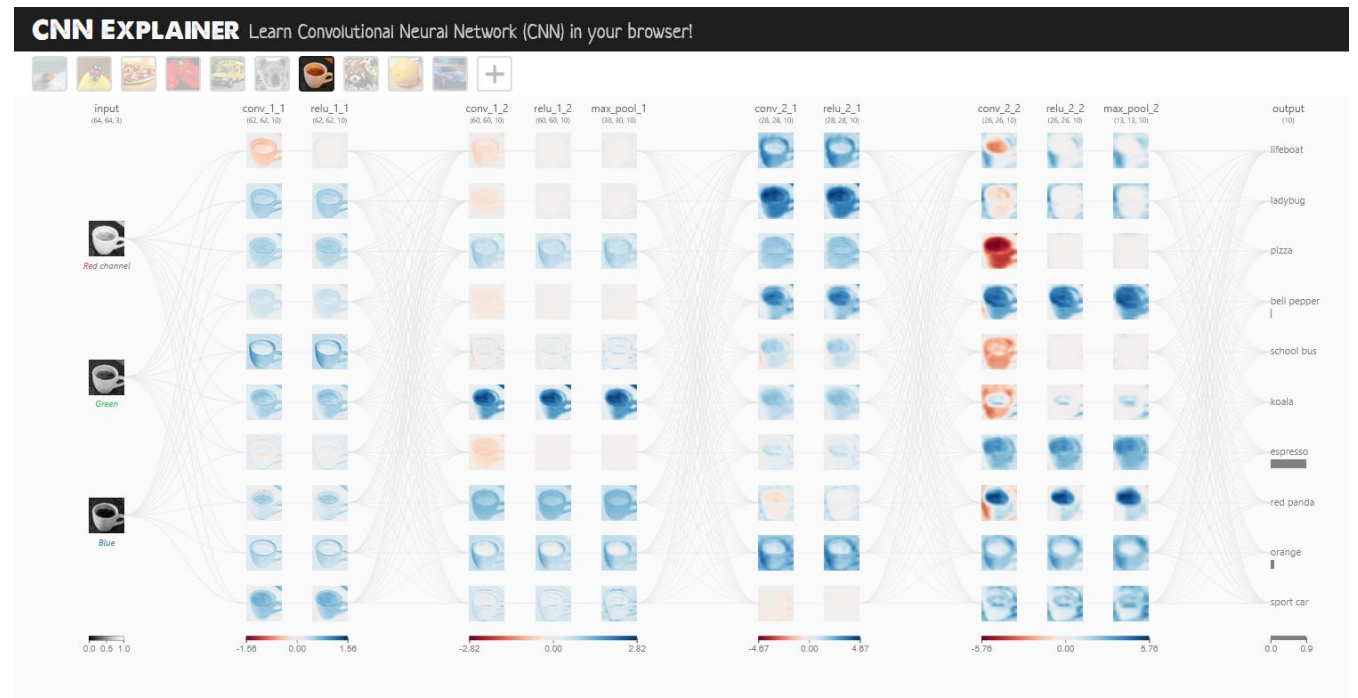 CNN EXPLAINER Learn Convolutional Neural Network (CNN) in your browser!
input conv_1_1 relu_1_1 conv_1_2 relu_1_2 max_pool_1 conv_2_1 relu_2_1 conv_2_2 relu_2_2 max_pool_2 output
(64, 64, 3) (62, 62, 10) (62, 62, 10) (60, 60, 10) (60, 60, 10) (30, 30, 10) (28, 28, 10) (28, 28, 10) (26, 26, 10) (26, 26, 10) (13, 13, 10) (10)
lifeboat
ladybug
pizza
Red channel
bell pepper
school bus
koala
Green
espresso
red panda
Blue
orange
sport car
0.0 0.5 1.0 -1.56 0.00 1.56 -2.82 0.00 2.82 -4.67 0.00 4.67 -5.76 0.00 5.76 0.0 0.9